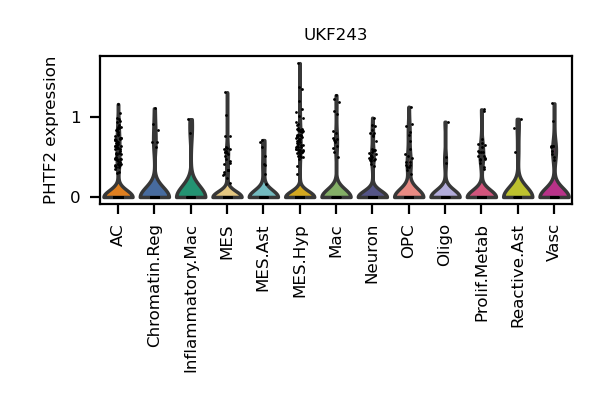 UKF243
PHTF2 expression
1
0
AC
Chromatin.Reg
Inflammatory.Mac
MES
MES.Ast
MES.Hyp
Mac
Neuron
OPC
Oligo
Prolif.Metab
Reactive.Ast
Vasc